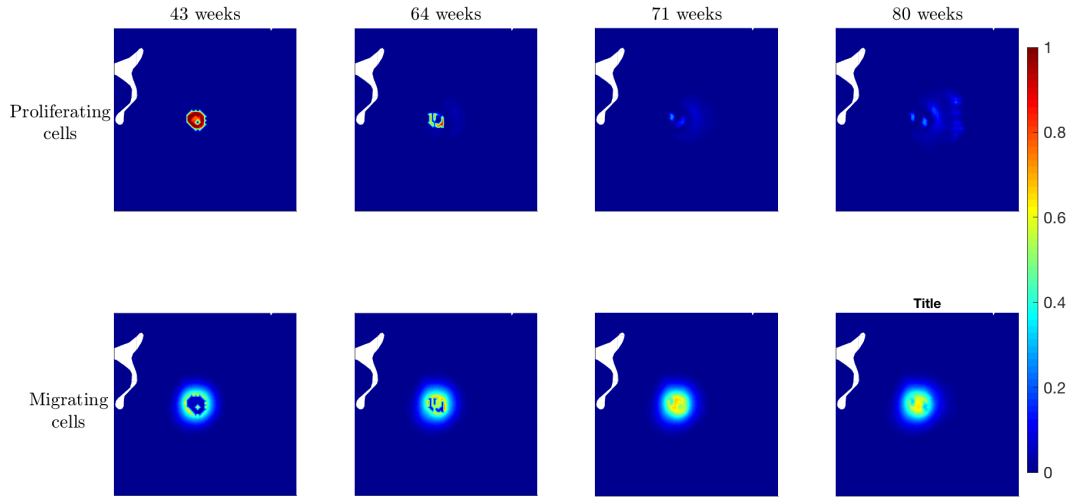 43 weeks
64 weeks
71 weeks
80 weeks
Proliferating
cells
Title
Migrating
cells
1
0.8
0.6
0.4
0.2
0